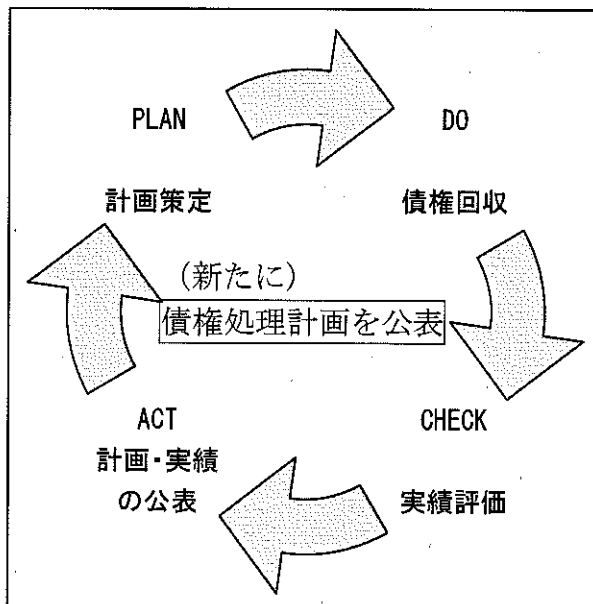 PLAN
DO
計画策定
債権回収
(新たに)
債権処理計画を公表
ACT
CHECK
計画・実績
の公表
実績評価